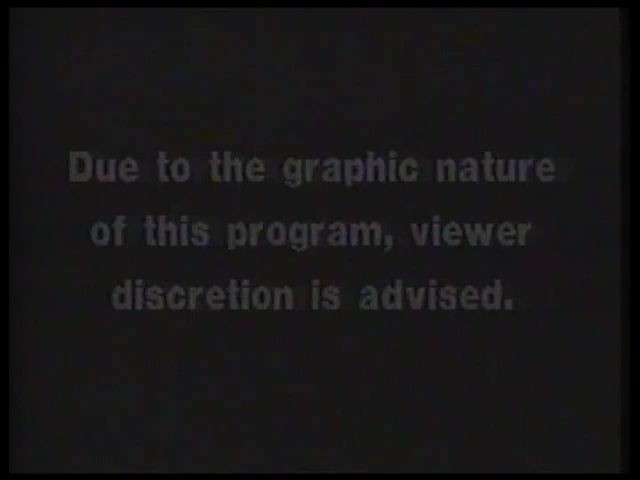 Due to the graphic nature
of this program, viewer
discretion is advised.